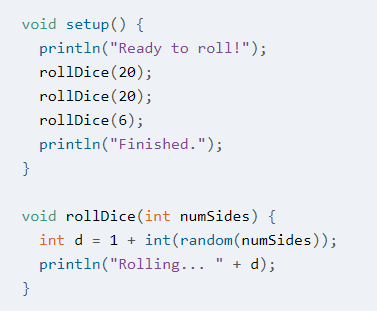 void setup() {
  println("Ready to roll!");
  rollDice(20);
  rollDice(20);
  rollDice(6);
  println("Finished.");
}

void rollDice(int numSides) {
  int d = 1 + int(random(numSides));
  println("Rolling... " + d);
}